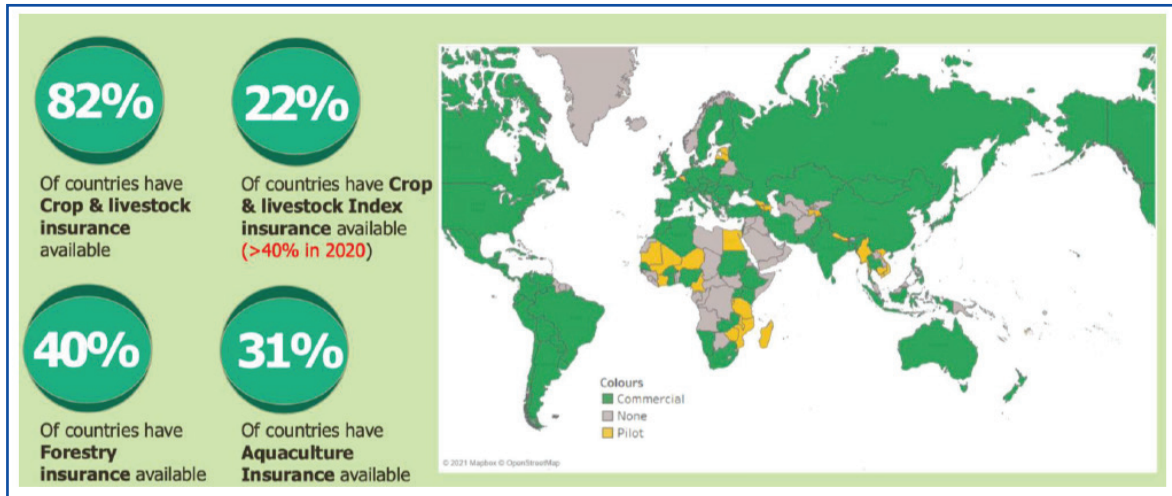 82%
Of countries have
Crop & livestock
insurance
available
22%
Of countries have Crop
& livestock Index
insurance available
(>40% in 2020)
40%
Of countries have
Forestry
insurance available
31%
Of countries have
Aquaculture
Insurance available
Colours
Commercial
None
Pilot
© 2021 Mapbox © OpenStreetMap